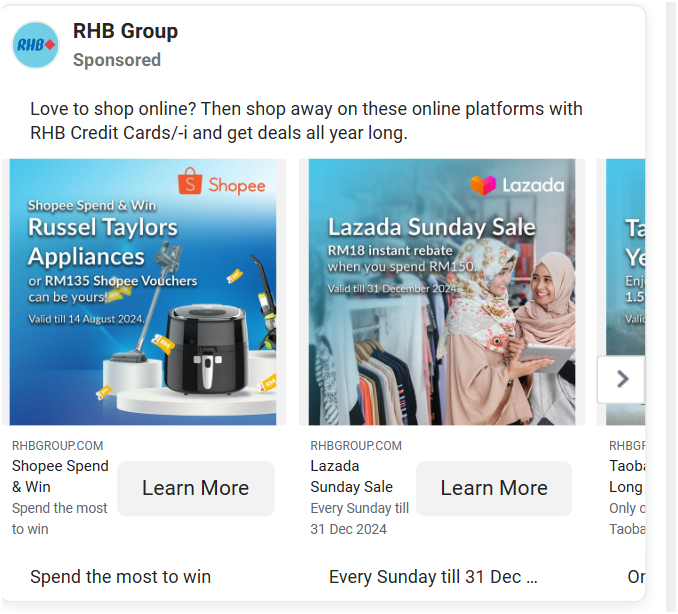 RHB
RHB Group
Sponsored
Love to shop online? Then shop away on these online platforms with
RHB Credit Cards/-i and get deals all year long.
Shopee
Shopee Spend & Win
Russel Taylors
Appliances
or RM135 Shopee Vouchers
can be yours!
Valid till 14 August 2024.
Lazada
Lazada Sunday Sale
RM18 instant rebate
when you spend RM150.
Valid till 31 December 2024
Ta
Ye
Enj
1.5
Valid
RHBGROUP.COM
Shopee Spend
& Win
Spend the most
to win
Learn More
RHBGROUP.COM
Lazada
Sunday Sale
Every Sunday till
31 Dec 2024
Learn More
RHBGR
Taoba
Long
Only o
Taoba
Spend the most to win
Every Sunday till 31 Dec ...
On